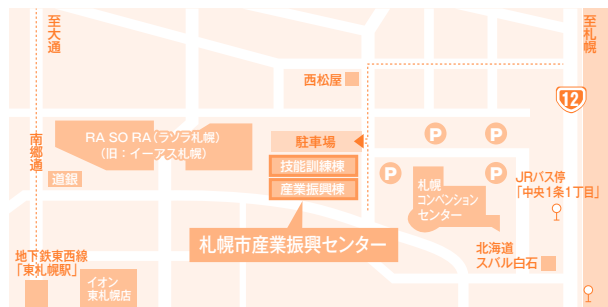 至大通
至札幌
西松屋
12
南郷通
RA SO RA（ラソラ札幌）
（旧：イーアス札幌）
駐車場
P
P
道銀
技能訓練棟
産業振興棟
P
P
札幌
コンベンション
センター
JRバス停
「中央1条1丁目」
札幌市産業振興センター
地下鉄東西線
「東札幌駅」
イオン
東札幌店
北海道
スバル白石